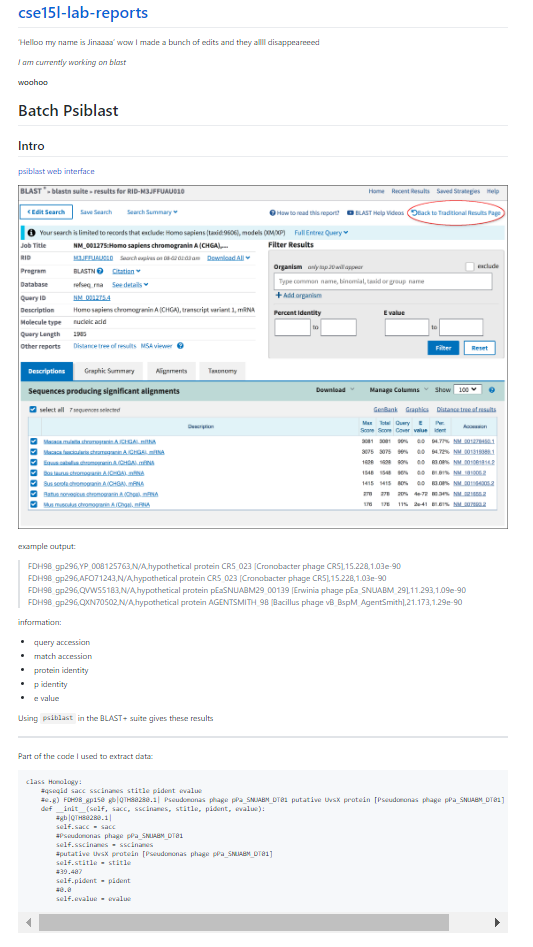 cse15l-lab-reports
'Helloo my name is Jinaaaa' wow I made a bunch of edits and they allll disappeareeed
I am currently working on blast
woohoo
Batch Psiblast
Intro
psiblast web interface
BLAST ® » blastn suite » results for RID-M3JFFUAU010
Home Recent Results Saved Strategies Help
Edit Search Save Search Search Summary
How to read this report? BLAST Help Videos Back to Traditional Results Page
Your search is limited to records that exclude: Homo sapiens (taxid:9606), models (XM/XP) Full Entrez Query
Job Title NM_001275:Homo sapiens chromogranin A (CHGA),...
RID M3JFFUAU010 Search expires on 08-02 01:03 am Download All
Program BLASTN Citation
Database refseq_rna See details
Query ID NM_001275.4
Description Homo sapiens chromogranin A (CHGA), transcript variant 1, mRNA
Molecule type nucleic acid
Query Length 1985
Other reports Distance tree of results MSA viewer
Filter Results
Organism only top 20 will appear exclude
Type common name, binomial, taxid or group name
+ Add organism
Percent Identity E value
to to
Filter Reset
Descriptions Graphic Summary Alignments Taxonomy
Sequences producing significant alignments Download Manage Columns Show 100
select all 7 sequences selected GenBank Graphics Distance tree of results
Description Max Score Total Score Query Cover E value Per. Ident Accession
Macaca mulatta chromogranin A (CHGA), mRNA 3081 3081 99% 0.0 94.77% NM_001278450.1
Macaca fascicularis chromogranin A (CHGA), mRNA 3075 3075 99% 0.0 94.72% NM_001319369.1
Equus caballus chromogranin A (CHGA), mRNA 1628 1628 93% 0.0 83.08% NM_001081814.2
Bos taurus chromogranin A (CHGA), mRNA 1548 1548 96% 0.0 81.81% NM_181005.2
Sus scrofa chromogranin A (CHGA), mRNA 1415 1415 80% 0.0 83.08% NM_001164005.2
Rattus norvegicus chromogranin A (Chga), mRNA 278 278 20% 4e-72 80.34% NM_021655.2
Mus musculus chromogranin A (Chga), mRNA 176 176 11% 2e-41 81.61% NM_007693.2
example output:
FDH98_gp296,YP_008125763,N/A,hypothetical protein CR5_023 [Cronobacter phage CR5],15.228,1.03e-90
FDH98_gp296,AFO71243,N/A,hypothetical protein CR5_023 [Cronobacter phage CR5],15.228,1.03e-90
FDH98_gp296,QVW55183,N/A,hypothetical protein pEaSNUABM29_00139 [Erwinia phage pEa_SNUABM_29],11.293,1.09e-90
FDH98_gp296,QXN70502,N/A,hypothetical protein AGENTSMITH_98 [Bacillus phage vB_BspM_AgentSmith],21.173,1.29e-90
information:
• query accession
• match accession
• protein identity
• p identity
• e value
Using psiblast in the BLAST+ suite gives these results
Part of the code I used to extract data:
class Homology:
#qseqid sacc sscinames stitle pident evalue
#e.g) FDH98_gp150 gb|QTH80280.1| Pseudomonas phage pPa_SNUABM_DT01 putative UvsX protein [Pseudomonas phage pPa_SNUABM_DT01]
def __init__(self, sacc, sscinames, stitle, pident, evalue):
#gb|QTH80280.1|
self.sacc = sacc
#Pseudomonas phage pPa_SNUABM_DT01
self.sscinames = sscinames
#putative UvsX protein [Pseudomonas phage pPa_SNUABM_DT01]
self.stitle = stitle
#39.407
self.pident = pident
#0.0
self.evalue = evalue